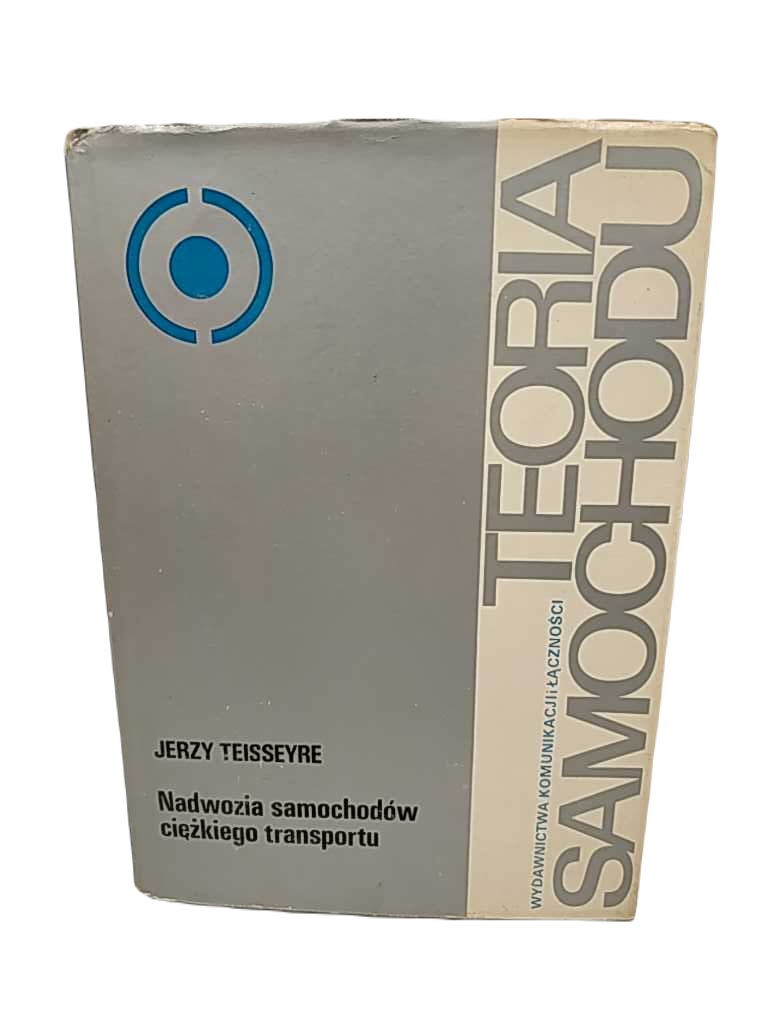 JERZY TEISSEYRE
Nadwozia samochodów
ciężkiego transportu
TEORIA
SAMOCHODU
WYDAWNICTWA KOMUNIKACJI i ŁĄCZNOŚCI